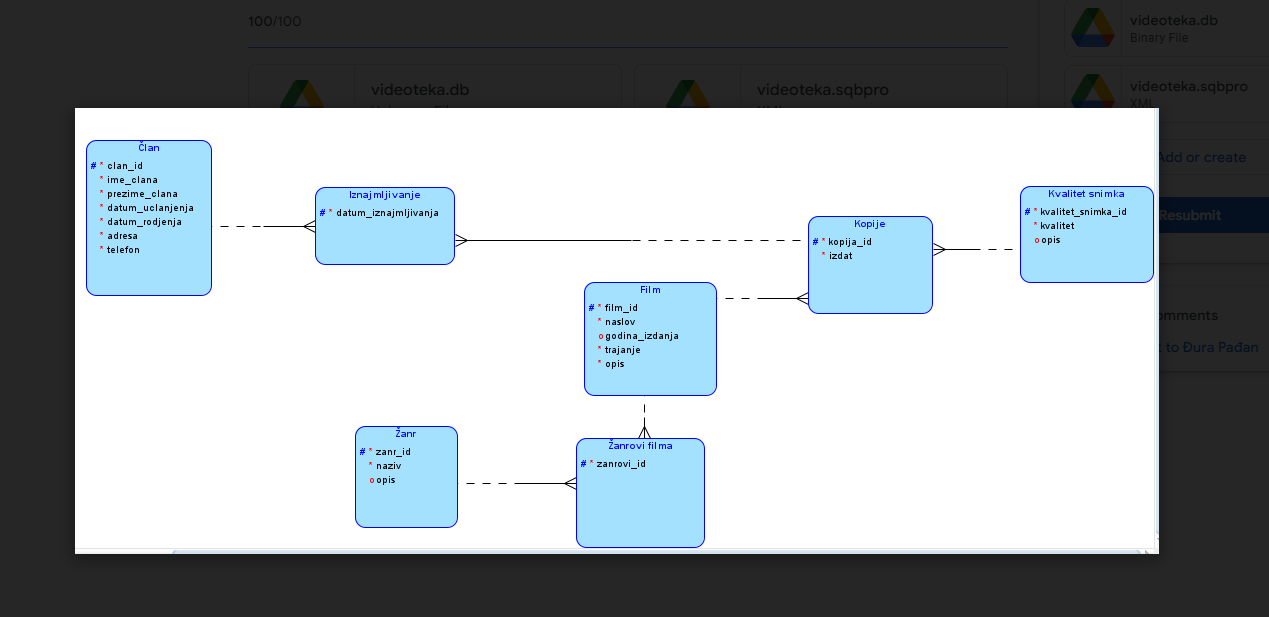 100/100
videoteka.db
videoteka.sqbpro
videoteka.db
Binary File
videoteka.sqbpro
XML
Add or create
Resubmit
to Đura Pađan
Član
# * clan_id
* ime_clana
* prezime_clana
* datum_uclanjenja
* datum_rodjenja
* adresa
* telefon
Iznajmljivanje
# * datum_iznajmljivanja
Kopije
# * kopija_id
* izdat
Kvalitet snimka
# * kvalitet_snimka_id
* kvalitet
o opis
Film
# * film_id
* naslov
o godina_izdanja
* trajanje
* opis
Žanr
# * zanr_id
* naziv
o opis
Žanrovi filma
# * zanrovi_id